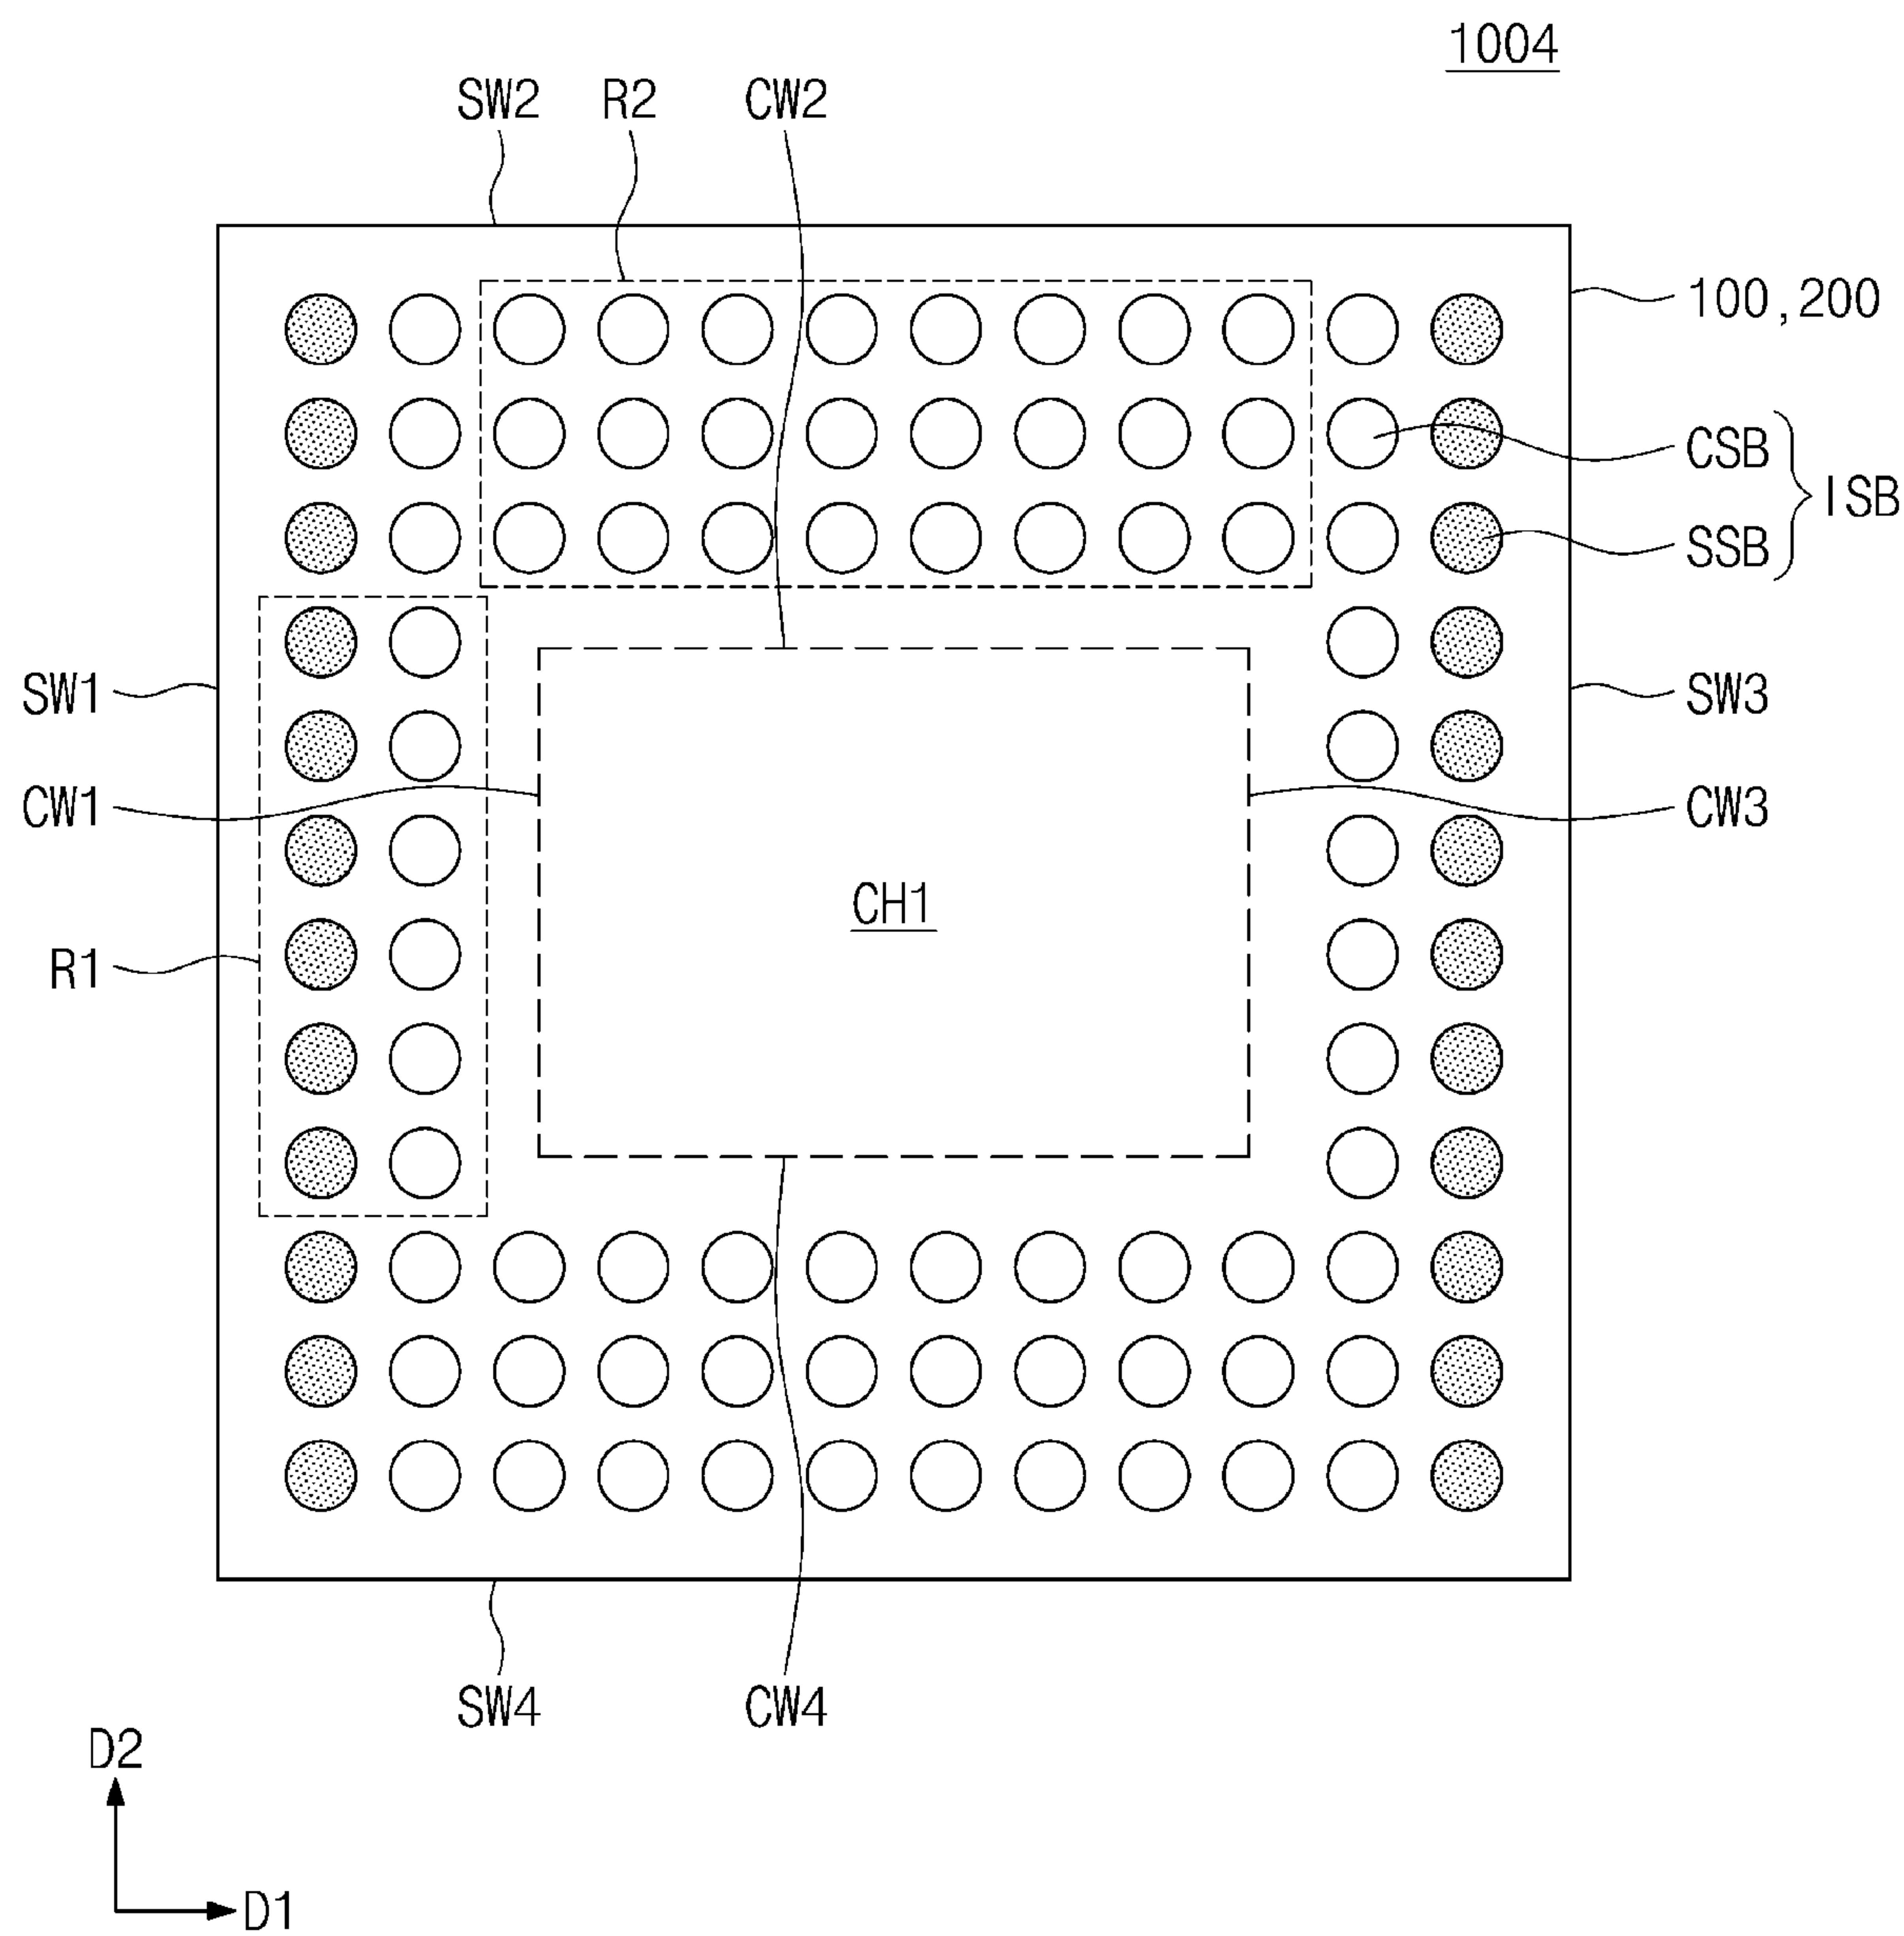 1004
SW2 R2 CW2
100,200
CSB
ISB
SSB
SW1
SW3
CW1
CW3
CH1
R1
SW4 CW4
D2
D1